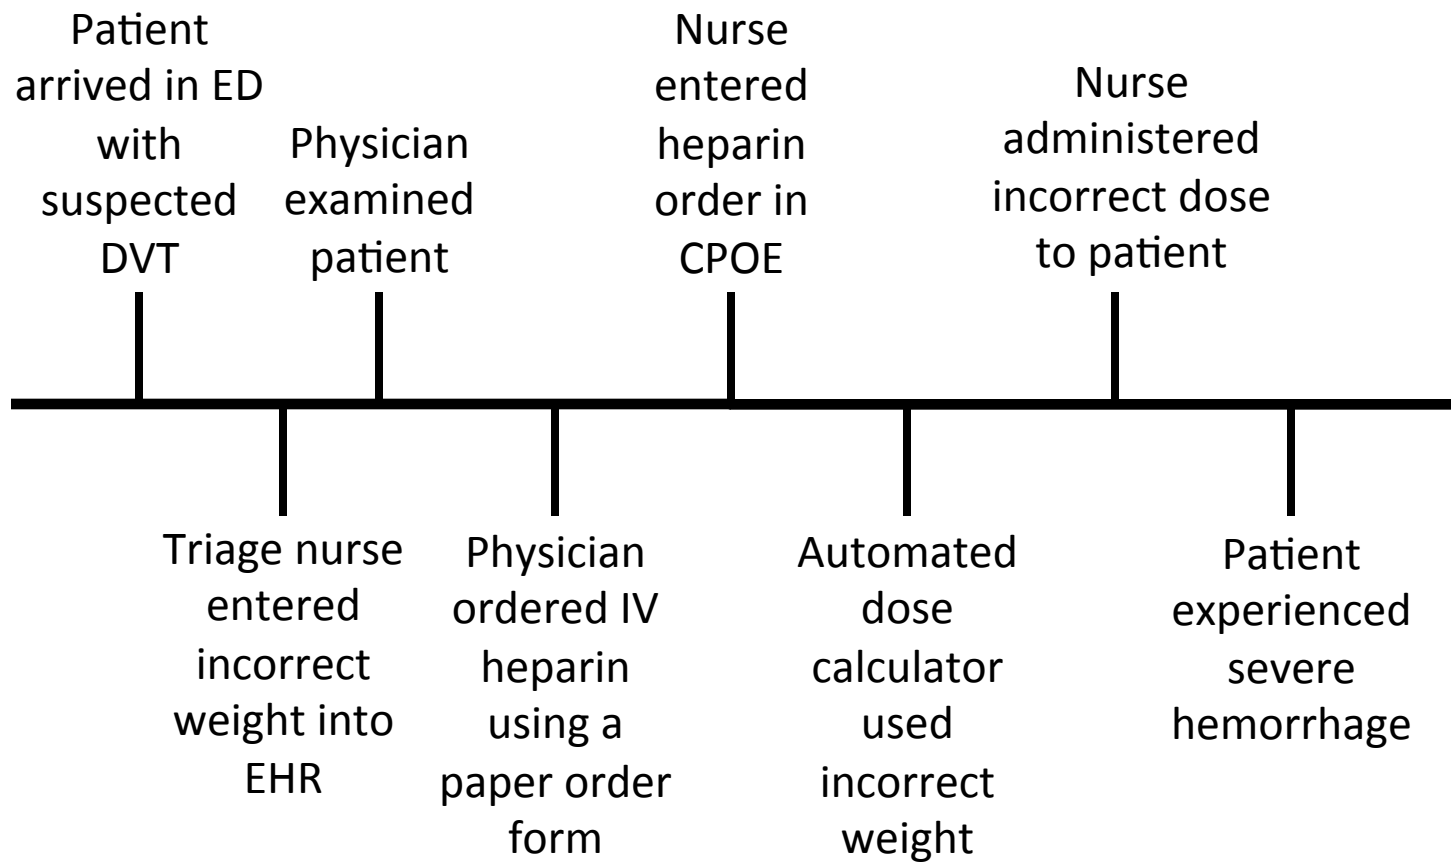 Patient
arrived in ED
with
suspected
DVT
Triage nurse
entered
incorrect
weight into
EHR
Physician
examined
patient
Physician
ordered IV
heparin
using a
paper order
form
Nurse
entered
heparin
order in
CPOE
Automated
dose
calculator
used
incorrect
weight
Nurse
administered
incorrect dose
to patient
Patient
experienced
severe
hemorrhage